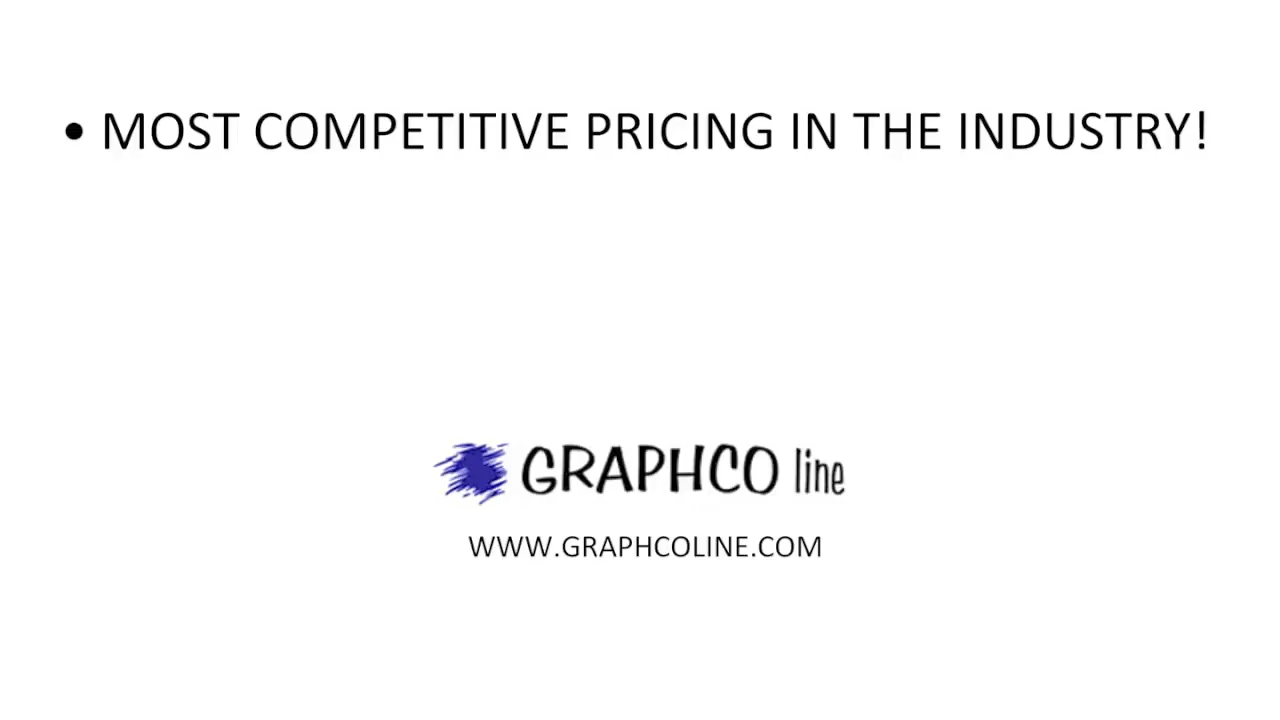 • MOST COMPETITIVE PRICING IN THE INDUSTRY!
GRAPHCO line
WWW.GRAPHCOLINE.COM